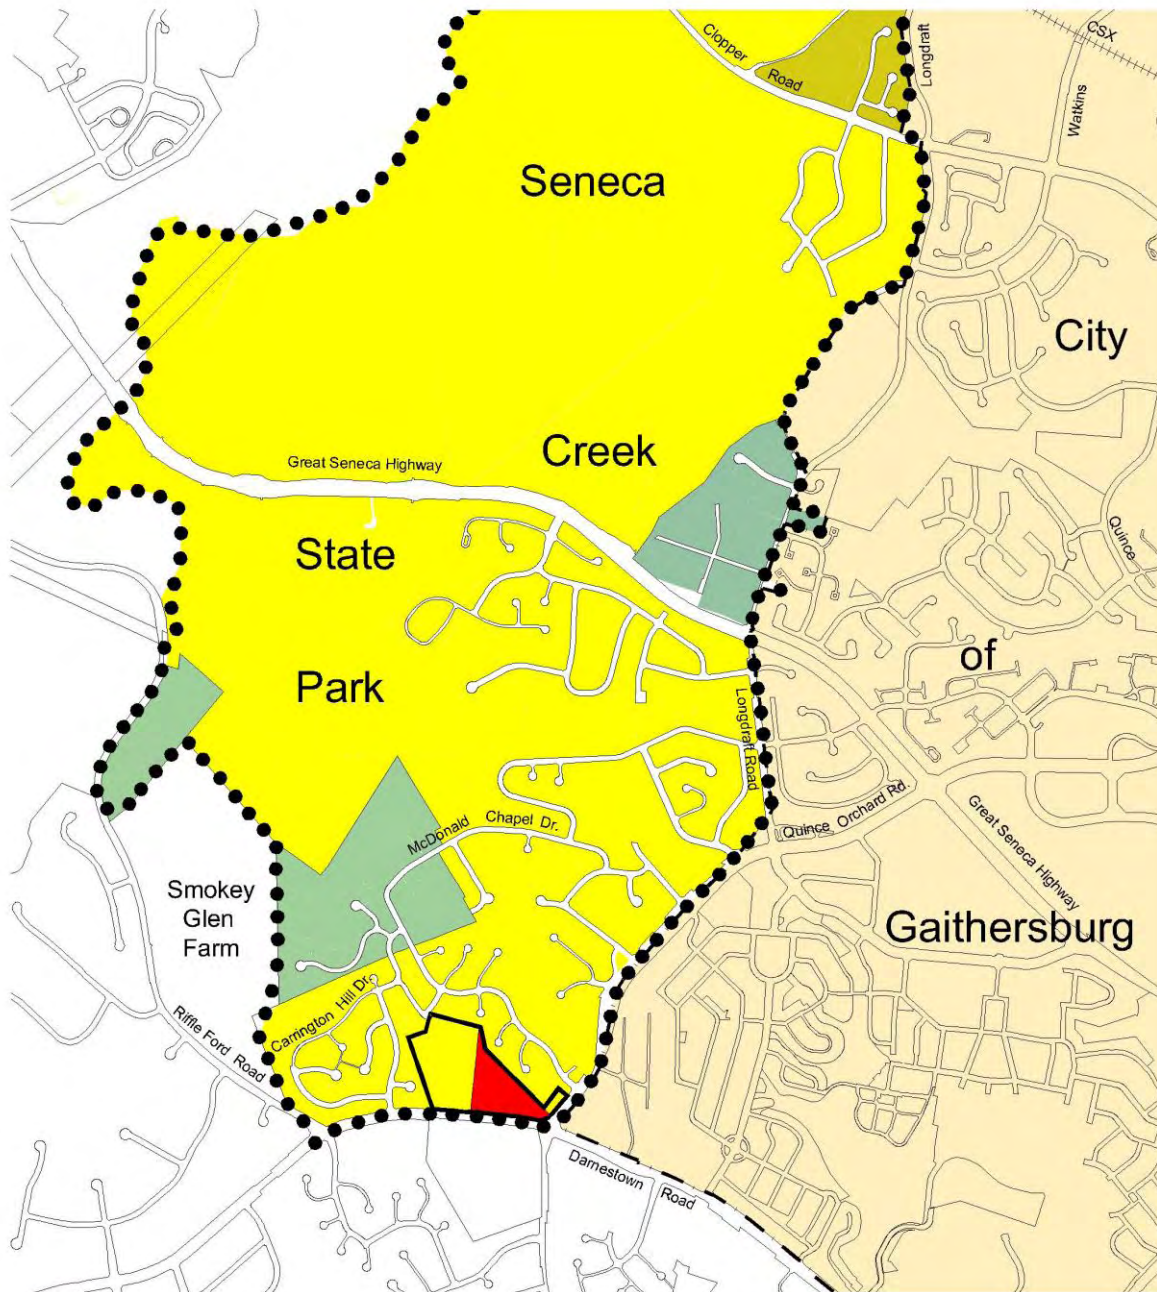 Clopper
Road
Longdraft
CSX
Watkins
Seneca
City
Creek
Great Seneca Highway
State
Quince
of
Park
Longdraft Road
Quince Orchard Rd.
Great Seneca Highway
McDonald
Chapel Dr.
Smokey
Glen
Farm
Gaithersburg
Carrington Hill Dr.
Riffle Ford Road
Darnestown
Road